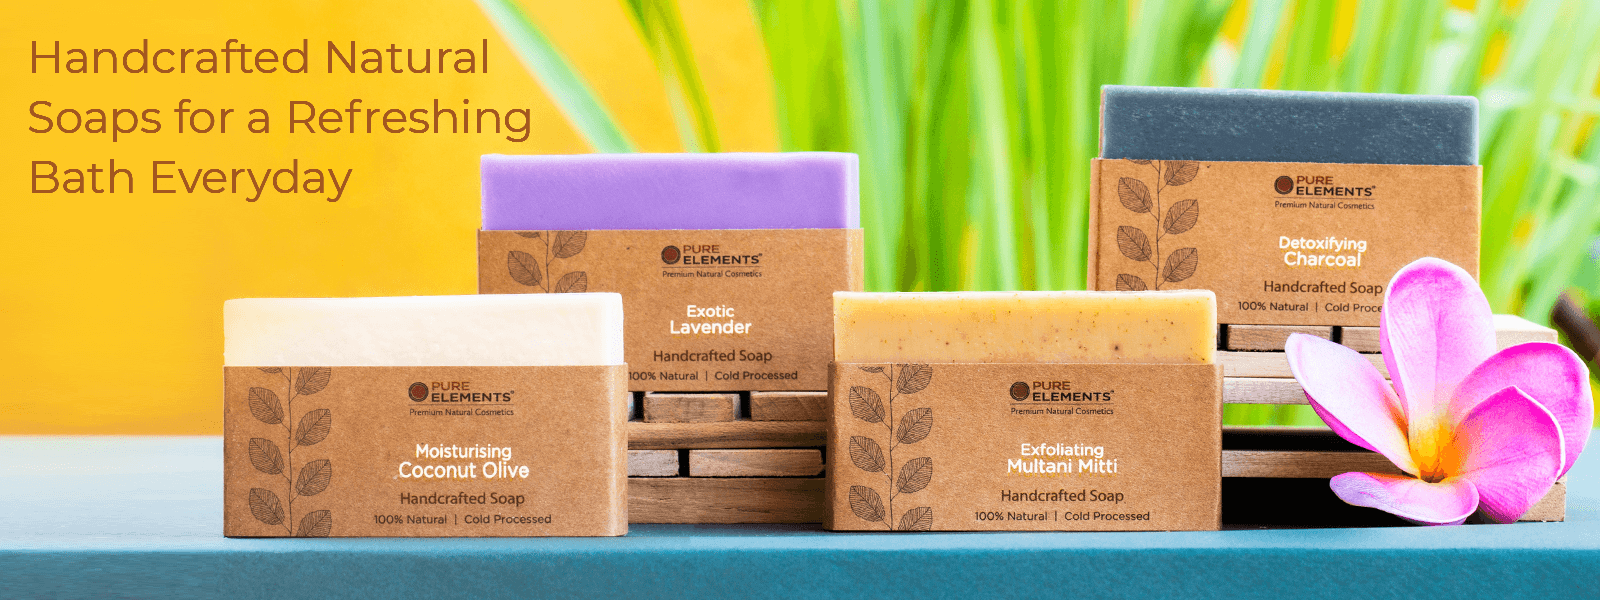 Handcrafted Natural
Soaps for a Refreshing
Bath Everyday
PURE
ELEMENTS
Premium Natural Cosmetics
Exotic
Lavender
Handcrafted Soap
100% Natural | Cold Processed
PURE
ELEMENTS
Premium Natural Cosmetics
Detoxifying
Charcoal
Handcrafted Soap
100% Natural | Cold Proce
PURE
ELEMENTS
Premium Natural Cosmetics
Moisturising
Coconut Olive
Handcrafted Soap
100% Natural | Cold Processed
PURE
ELEMENTS
Premium Natural Cosmetics
Exfoliating
Multani Mitti
Handcrafted Soap
100% Natural | Cold Processed